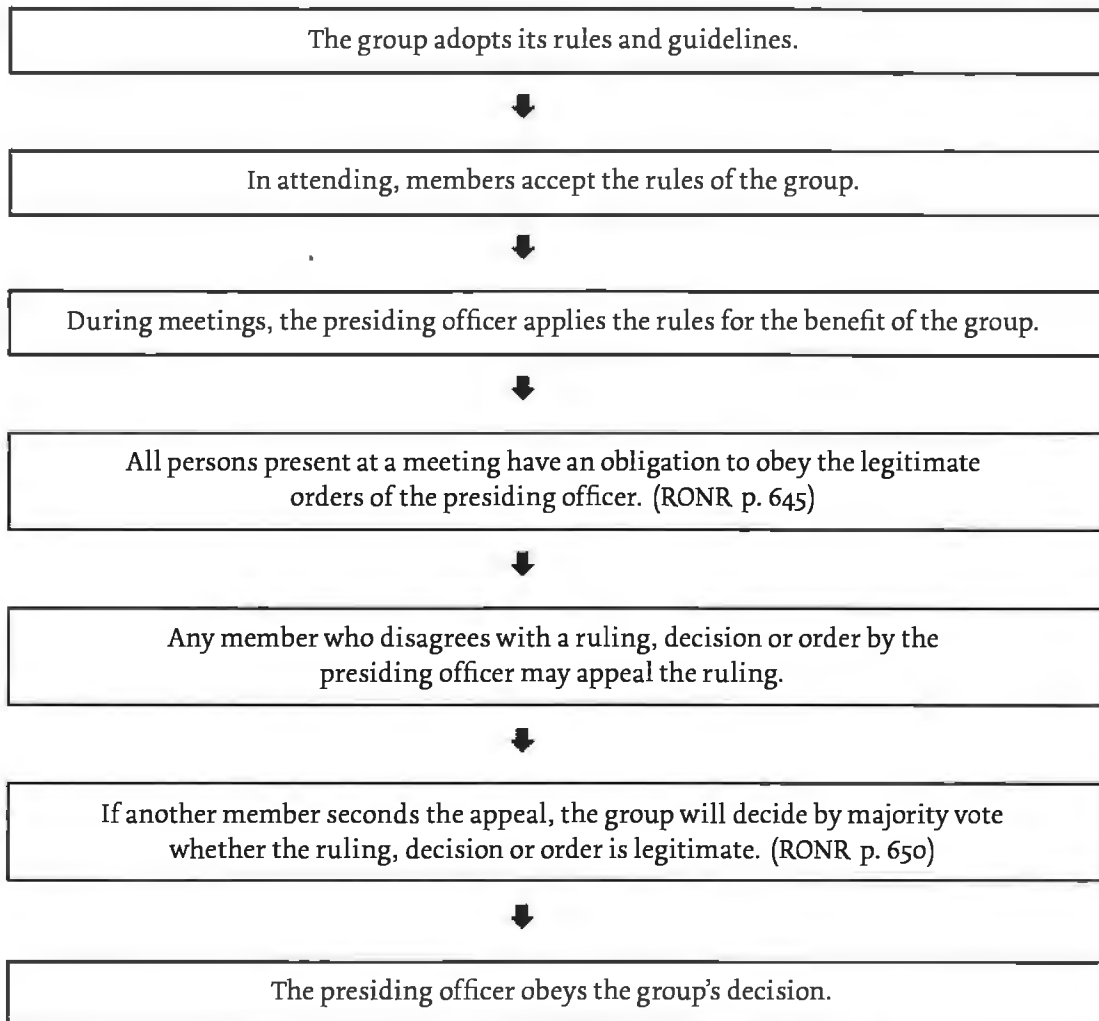 The group adopts its rules and guidelines.
In attending, members accept the rules of the group.
During meetings, the presiding officer applies the rules for the benefit of the group.
All persons present at a meeting have an obligation to obey the legitimate
orders of the presiding officer. (RONR p. 645)
Any member who disagrees with a ruling, decision or order by the
presiding officer may appeal the ruling.
If another member seconds the appeal, the group will decide by majority vote
whether the ruling, decision or order is legitimate. (RONR p. 650)
The presiding officer obeys the group's decision.